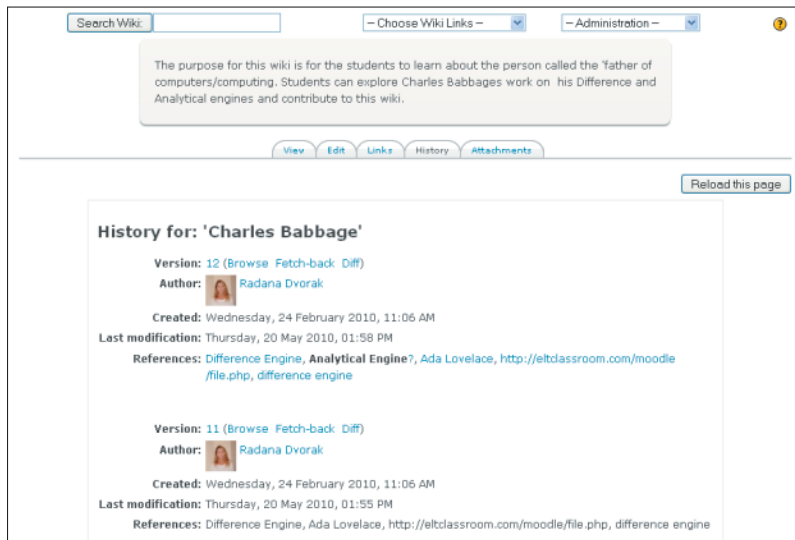 Search Wiki: -- Choose Wiki Links -- -- Administration --
The purpose for this wiki is for the students to learn about the person called the 'father of
computers/computing. Students can explore Charles Babbages work on his Difference and
Analytical engines and contribute to this wiki.
View Edit Links History Attachments
Reload this page
History for: 'Charles Babbage'
Version: 12 (Browse Fetch-back Diff)
Author: Radana Dvorak
Created: Wednesday, 24 February 2010, 11:06 AM
Last modification: Thursday, 20 May 2010, 01:58 PM
References: Difference Engine, Analytical Engine?, Ada Lovelace, http://eltclassroom.com/moodle
/file.php, difference engine
Version: 11 (Browse Fetch-back Diff)
Author: Radana Dvorak
Created: Wednesday, 24 February 2010, 11:06 AM
Last modification: Thursday, 20 May 2010, 01:55 PM
References: Difference Engine, Ada Lovelace, http://eltclassroom.com/moodle/file.php, difference engine